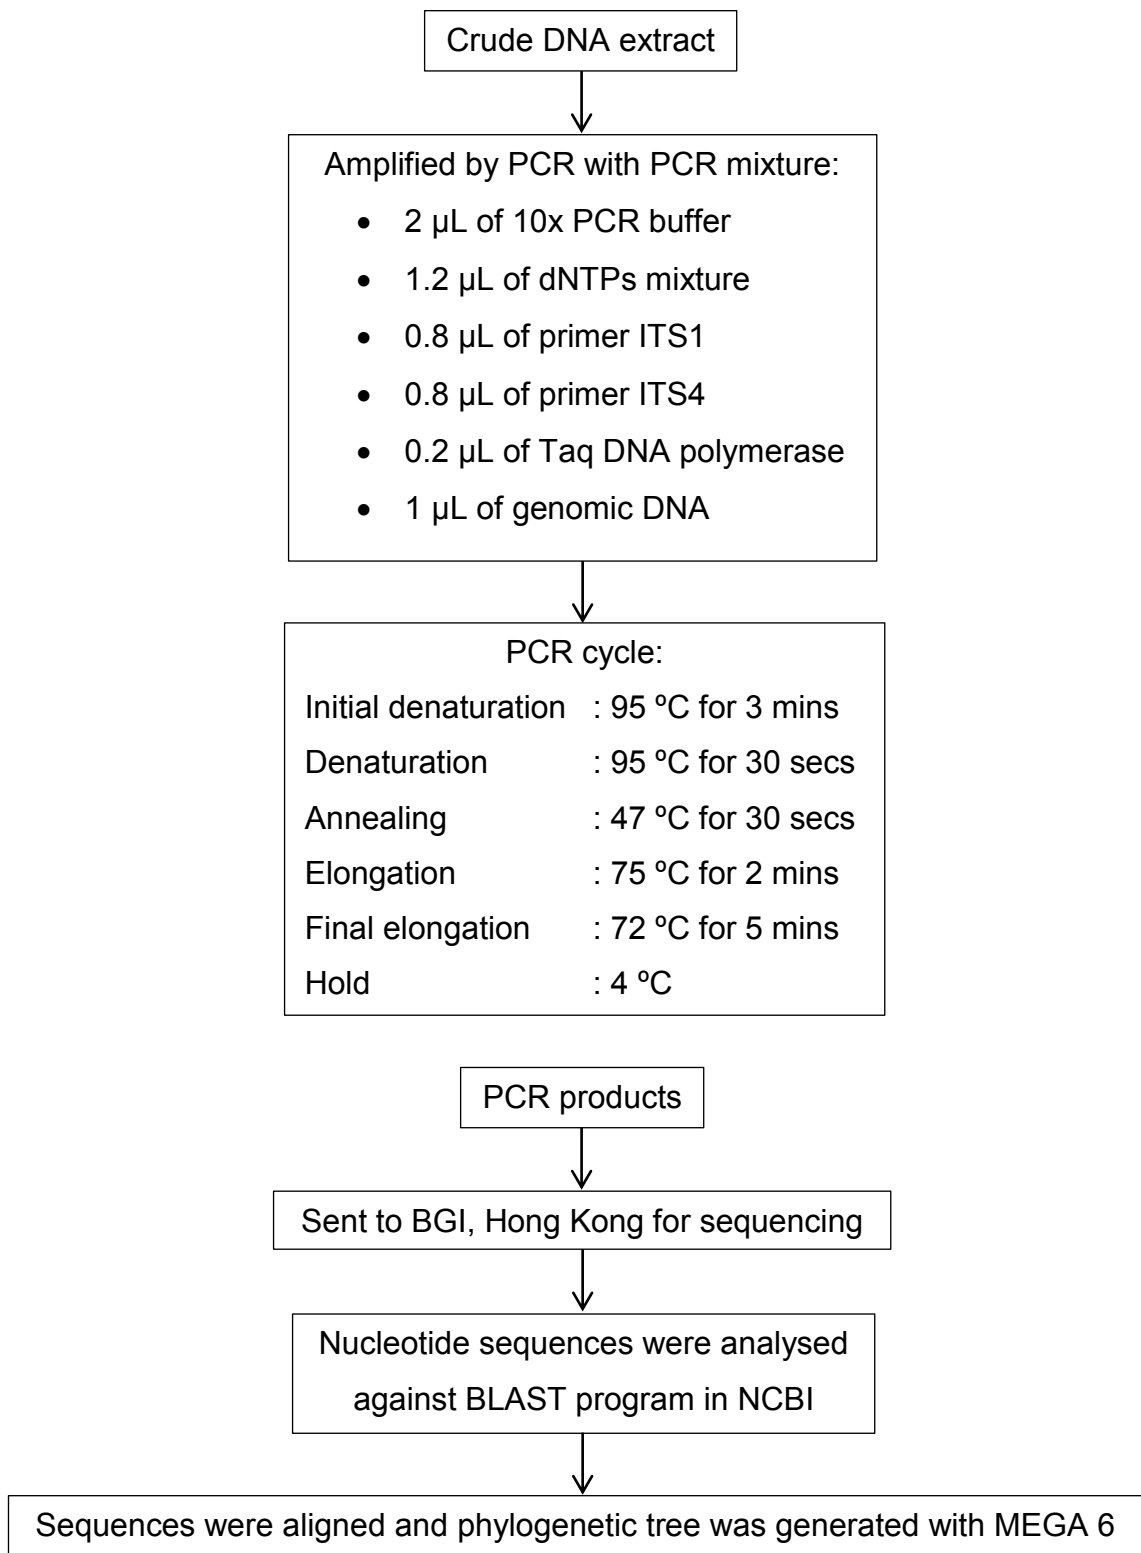 Crude DNA extract
Amplified by PCR with PCR mixture:
• 2 µL of 10x PCR buffer
• 1.2 µL of dNTPs mixture
• 0.8 µL of primer ITS1
• 0.8 µL of primer ITS4
• 0.2 µL of Taq DNA polymerase
• 1 µL of genomic DNA
PCR cycle:
Initial denaturation : 95 ºC for 3 mins
Denaturation : 95 ºC for 30 secs
Annealing : 47 ºC for 30 secs
Elongation : 75 ºC for 2 mins
Final elongation : 72 ºC for 5 mins
Hold : 4 ºC
PCR products
Sent to BGI, Hong Kong for sequencing
Nucleotide sequences were analysed
against BLAST program in NCBI
Sequences were aligned and phylogenetic tree was generated with MEGA 6